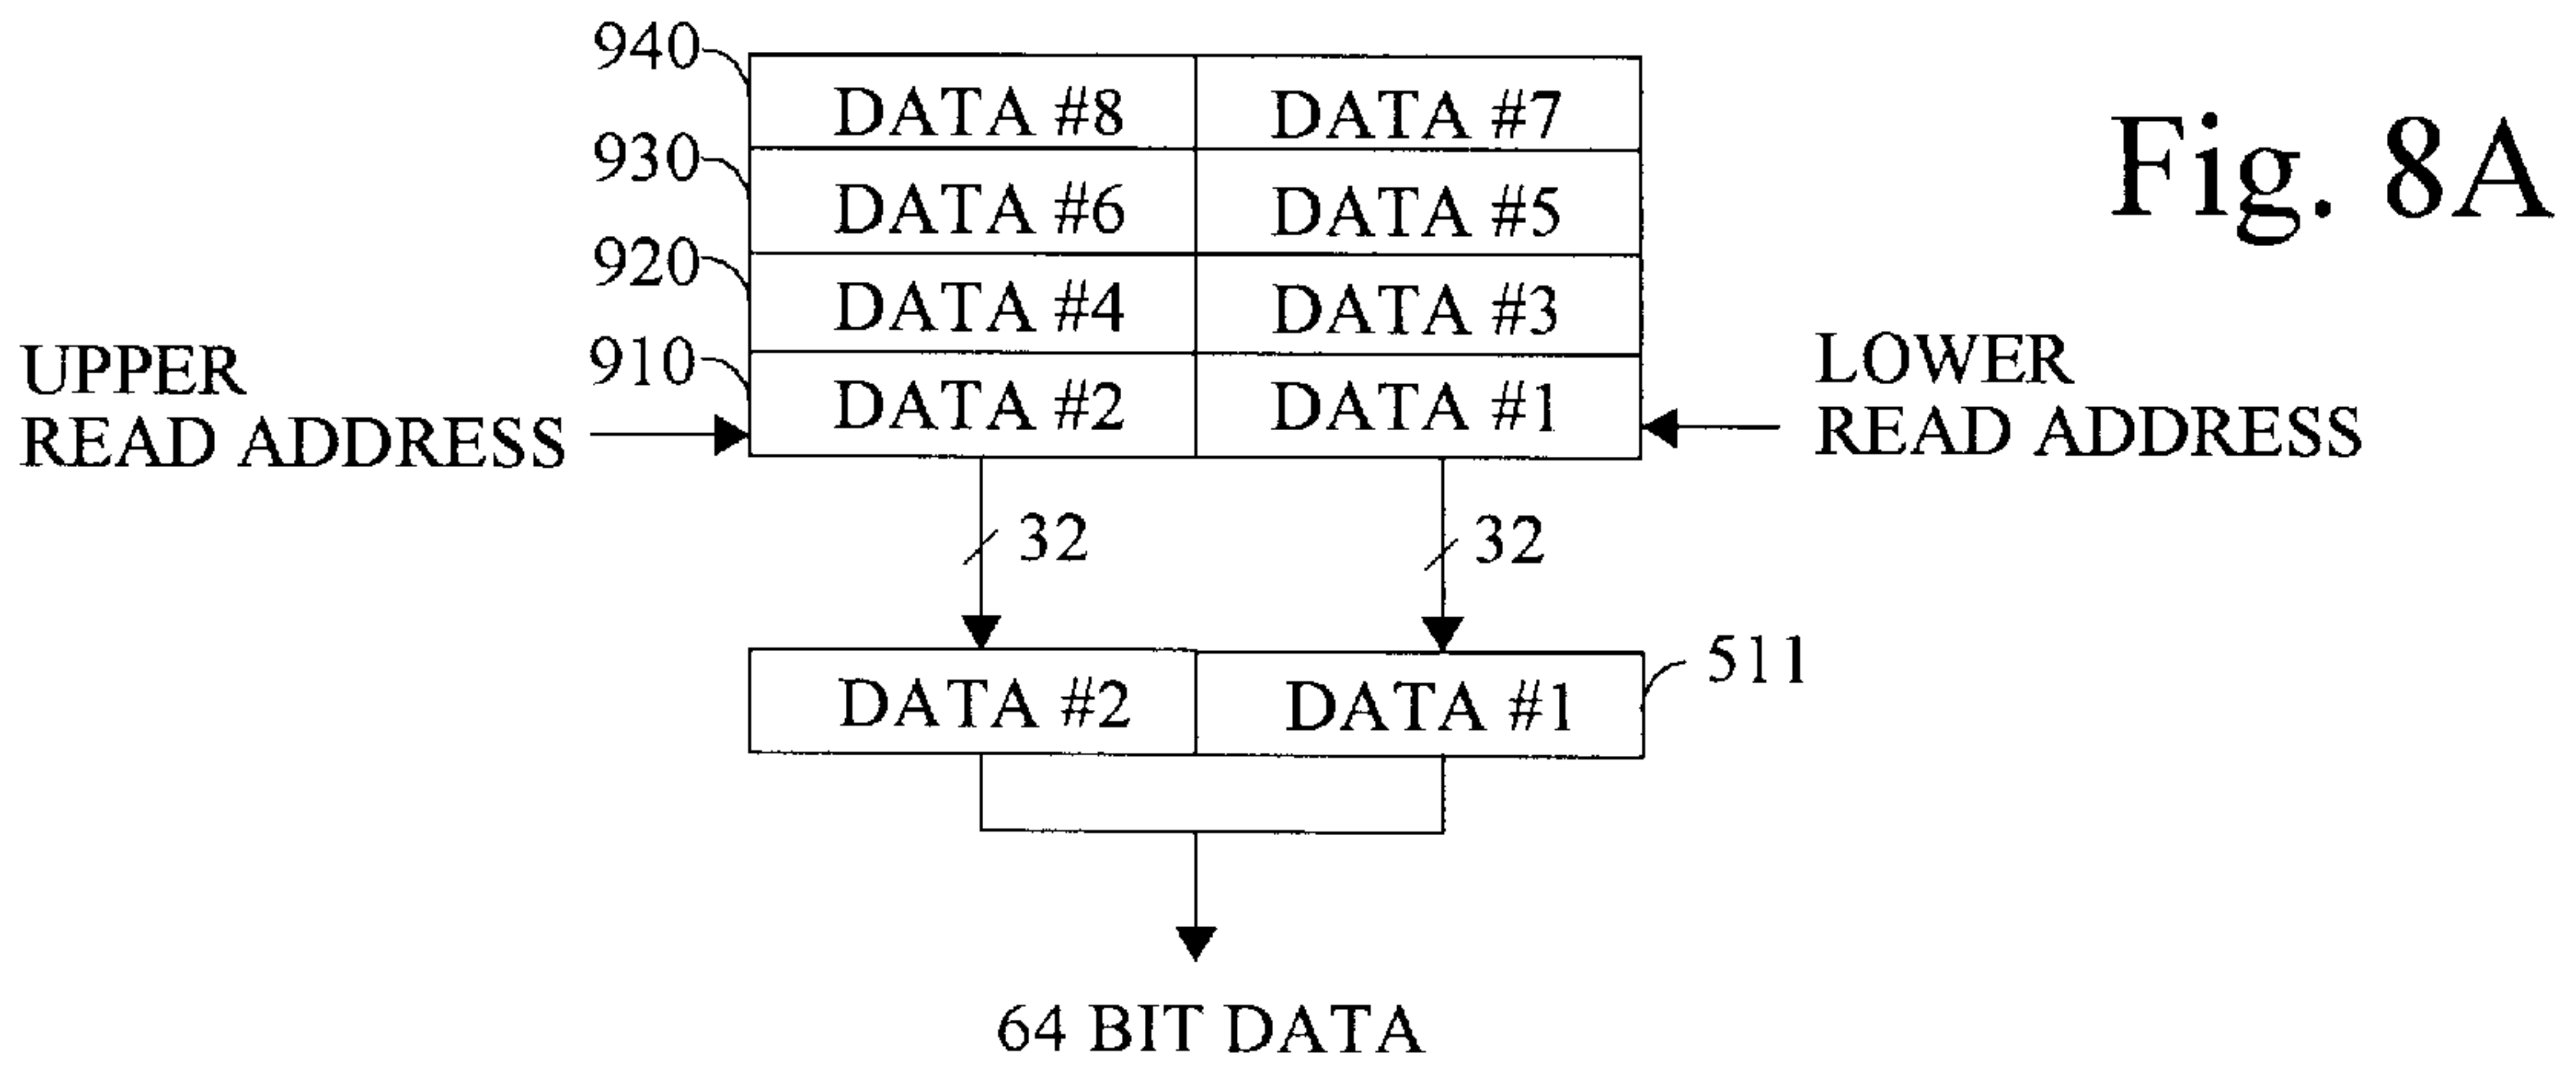 Fig. 8A
940
DATA #8 DATA #7
930
DATA #6 DATA #5
920
DATA #4 DATA #3
910
DATA #2 DATA #1
UPPER
READ ADDRESS
LOWER
READ ADDRESS
32 32
DATA #2 DATA #1
511
64 BIT DATA